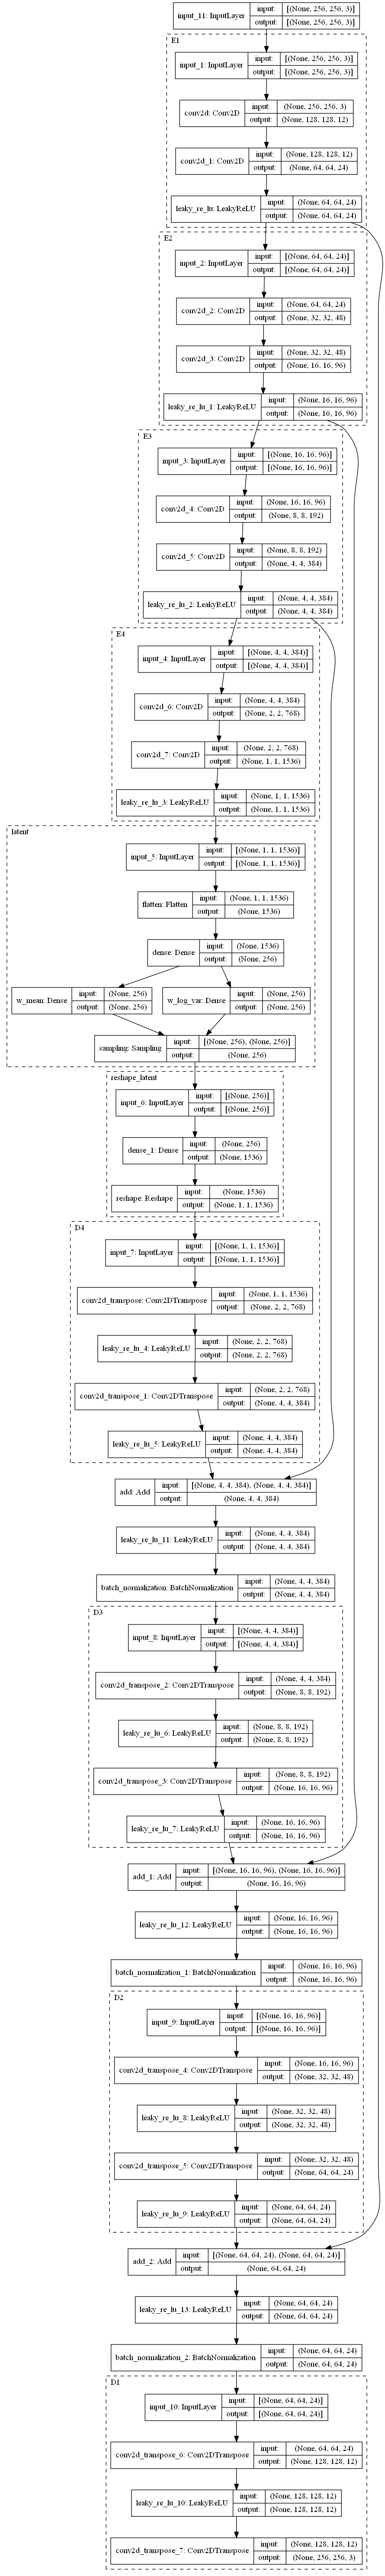 input_11: InputLayer input: [(None, 256, 256, 3)]
output: [(None, 256, 256, 3)]
E1
input_1: InputLayer input: [(None, 256, 256, 3)]
output: [(None, 256, 256, 3)]
conv2d: Conv2D input: (None, 256, 256, 3)
output: (None, 128, 128, 12)
conv2d_1: Conv2D input: (None, 128, 128, 12)
output: (None, 64, 64, 24)
leaky_re_lu: LeakyReLU input: (None, 64, 64, 24)
output: (None, 64, 64, 24)
E2
input_2: InputLayer input: [(None, 64, 64, 24)]
output: [(None, 64, 64, 24)]
conv2d_2: Conv2D input: (None, 64, 64, 24)
output: (None, 32, 32, 48)
conv2d_3: Conv2D input: (None, 32, 32, 48)
output: (None, 16, 16, 96)
leaky_re_lu_1: LeakyReLU input: (None, 16, 16, 96)
output: (None, 16, 16, 96)
E3
input_3: InputLayer input: [(None, 16, 16, 96)]
output: [(None, 16, 16, 96)]
conv2d_4: Conv2D input: (None, 16, 16, 96)
output: (None, 8, 8, 192)
conv2d_5: Conv2D input: (None, 8, 8, 192)
output: (None, 4, 4, 384)
leaky_re_lu_2: LeakyReLU input: (None, 4, 4, 384)
output: (None, 4, 4, 384)
E4
input_4: InputLayer input: [(None, 4, 4, 384)]
output: [(None, 4, 4, 384)]
conv2d_6: Conv2D input: (None, 4, 4, 384)
output: (None, 2, 2, 768)
conv2d_7: Conv2D input: (None, 2, 2, 768)
output: (None, 1, 1, 1536)
leaky_re_lu_3: LeakyReLU input: (None, 1, 1, 1536)
output: (None, 1, 1, 1536)
latent
input_5: InputLayer input: [(None, 1, 1, 1536)]
output: [(None, 1, 1, 1536)]
flatten: Flatten input: (None, 1, 1, 1536)
output: (None, 1536)
dense: Dense input: (None, 1536)
output: (None, 256)
w_mean: Dense input: (None, 256)
output: (None, 256)
w_log_var: Dense input: (None, 256)
output: (None, 256)
sampling: Sampling input: [(None, 256), (None, 256)]
output: (None, 256)
reshape_latent
input_6: InputLayer input: [(None, 256)]
output: [(None, 256)]
dense_1: Dense input: (None, 256)
output: (None, 1536)
reshape: Reshape input: (None, 1536)
output: (None, 1, 1, 1536)
D4
input_7: InputLayer input: [(None, 1, 1, 1536)]
output: [(None, 1, 1, 1536)]
conv2d_transpose: Conv2DTranspose input: (None, 1, 1, 1536)
output: (None, 2, 2, 768)
leaky_re_lu_4: LeakyReLU input: (None, 2, 2, 768)
output: (None, 2, 2, 768)
conv2d_transpose_1: Conv2DTranspose input: (None, 2, 2, 768)
output: (None, 4, 4, 384)
leaky_re_lu_5: LeakyReLU input: (None, 4, 4, 384)
output: (None, 4, 4, 384)
add: Add input: [(None, 4, 4, 384), (None, 4, 4, 384)]
output: (None, 4, 4, 384)
leaky_re_lu_11: LeakyReLU input: (None, 4, 4, 384)
output: (None, 4, 4, 384)
batch_normalization: BatchNormalization input: (None, 4, 4, 384)
output: (None, 4, 4, 384)
D3
input_8: InputLayer input: [(None, 4, 4, 384)]
output: [(None, 4, 4, 384)]
conv2d_transpose_2: Conv2DTranspose input: (None, 4, 4, 384)
output: (None, 8, 8, 192)
leaky_re_lu_6: LeakyReLU input: (None, 8, 8, 192)
output: (None, 8, 8, 192)
conv2d_transpose_3: Conv2DTranspose input: (None, 8, 8, 192)
output: (None, 16, 16, 96)
leaky_re_lu_7: LeakyReLU input: (None, 16, 16, 96)
output: (None, 16, 16, 96)
add_1: Add input: [(None, 16, 16, 96), (None, 16, 16, 96)]
output: (None, 16, 16, 96)
leaky_re_lu_12: LeakyReLU input: (None, 16, 16, 96)
output: (None, 16, 16, 96)
batch_normalization_1: BatchNormalization input: (None, 16, 16, 96)
output: (None, 16, 16, 96)
D2
input_9: InputLayer input: [(None, 16, 16, 96)]
output: [(None, 16, 16, 96)]
conv2d_transpose_4: Conv2DTranspose input: (None, 16, 16, 96)
output: (None, 32, 32, 48)
leaky_re_lu_8: LeakyReLU input: (None, 32, 32, 48)
output: (None, 32, 32, 48)
conv2d_transpose_5: Conv2DTranspose input: (None, 32, 32, 48)
output: (None, 64, 64, 24)
leaky_re_lu_9: LeakyReLU input: (None, 64, 64, 24)
output: (None, 64, 64, 24)
add_2: Add input: [(None, 64, 64, 24), (None, 64, 64, 24)]
output: (None, 64, 64, 24)
leaky_re_lu_13: LeakyReLU input: (None, 64, 64, 24)
output: (None, 64, 64, 24)
batch_normalization_2: BatchNormalization input: (None, 64, 64, 24)
output: (None, 64, 64, 24)
D1
input_10: InputLayer input: [(None, 64, 64, 24)]
output: [(None, 64, 64, 24)]
conv2d_transpose_6: Conv2DTranspose input: (None, 64, 64, 24)
output: (None, 128, 128, 12)
leaky_re_lu_10: LeakyReLU input: (None, 128, 128, 12)
output: (None, 128, 128, 12)
conv2d_transpose_7: Conv2DTranspose input: (None, 128, 128, 12)
output: (None, 256, 256, 3)